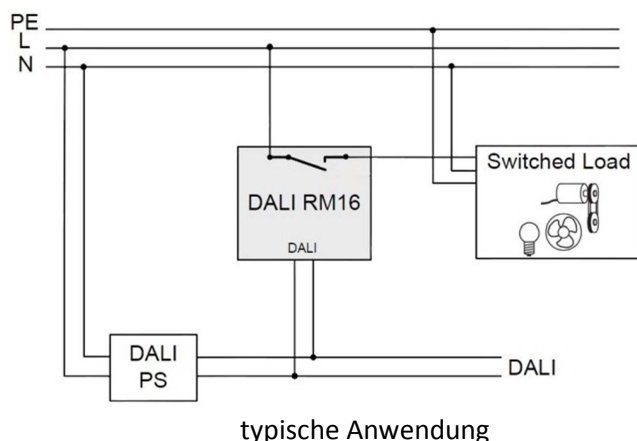 PE
L
N
Switched Load
DALI RM16
DALI
DALI
PS
DALI
typische Anwendung